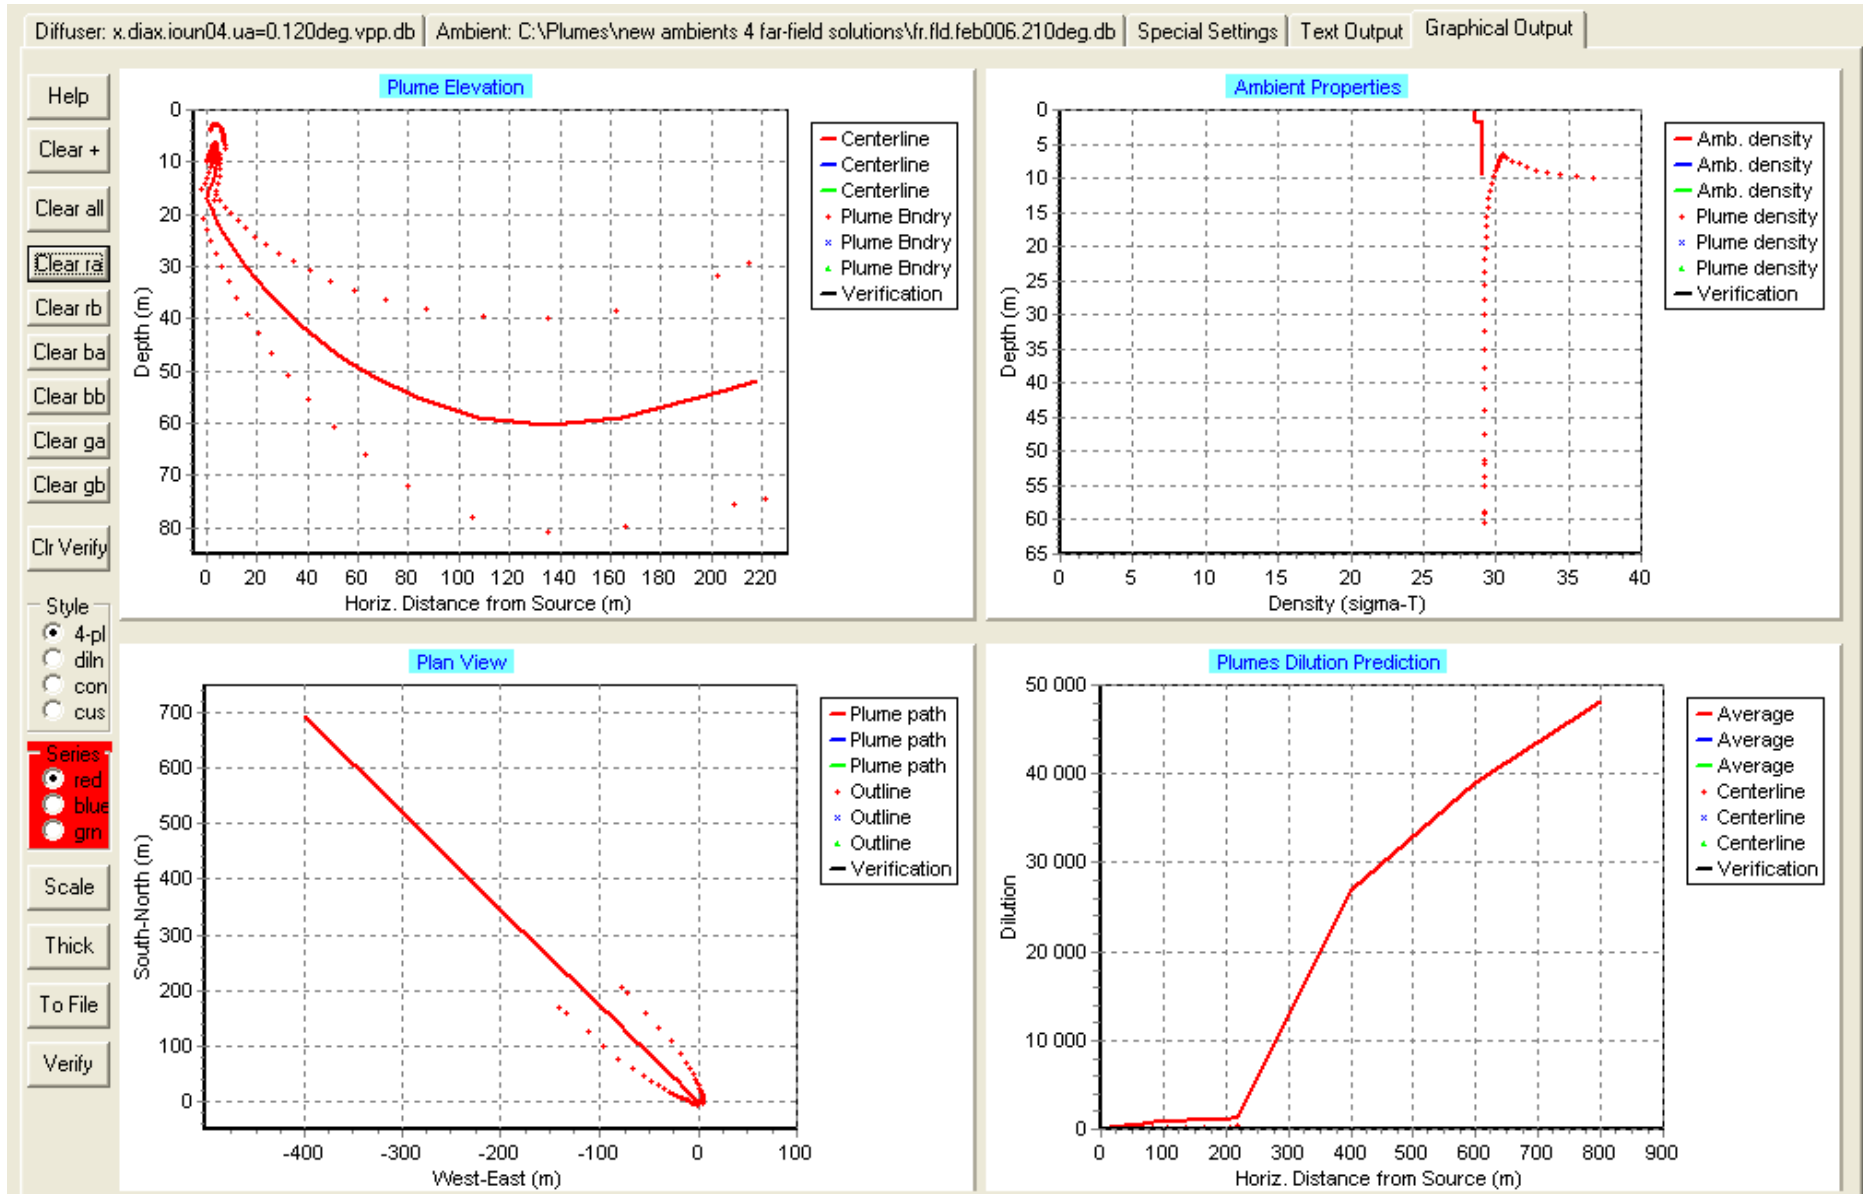 Diffuser: x.diax.ioun04.ua=0.120deg.vpp.db Ambient: C:\Plumes\new ambients 4 far-field solutions\fr.fld.feb006.210deg.db Special Settings Text Output Graphical Output
Help
Clear +
Clear all
Clear ra
Clear rb
Clear ba
Clear bb
Clear ga
Clear gb
Clr Verify
Style
4-pl
diln
con
cus
Series
red
blue
grn
Scale
Thick
To File
Verify
Plume Elevation
0
10
20
30
40
50
60
70
80
Depth (m)
0 20 40 60 80 100 120 140 160 180 200 220
Horiz. Distance from Source (m)
Centerline
Centerline
Centerline
Plume Bndry
Plume Bndry
Plume Bndry
Verification
Ambient Properties
0
5
10
15
20
25
30
35
40
45
50
55
60
65
Depth (m)
0 5 10 15 20 25 30 35 40
Density (sigma-T)
Amb. density
Amb. density
Amb. density
Plume density
Plume density
Plume density
Verification
Plan View
700
600
500
400
300
200
100
0
South-North (m)
-400 -300 -200 -100 0 100
West-East (m)
Plume path
Plume path
Plume path
Outline
Outline
Outline
Verification
Plumes Dilution Prediction
50 000
40 000
30 000
20 000
10 000
0
Dilution
0 100 200 300 400 500 600 700 800 900
Horiz. Distance from Source (m)
Average
Average
Average
Centerline
Centerline
Centerline
Verification